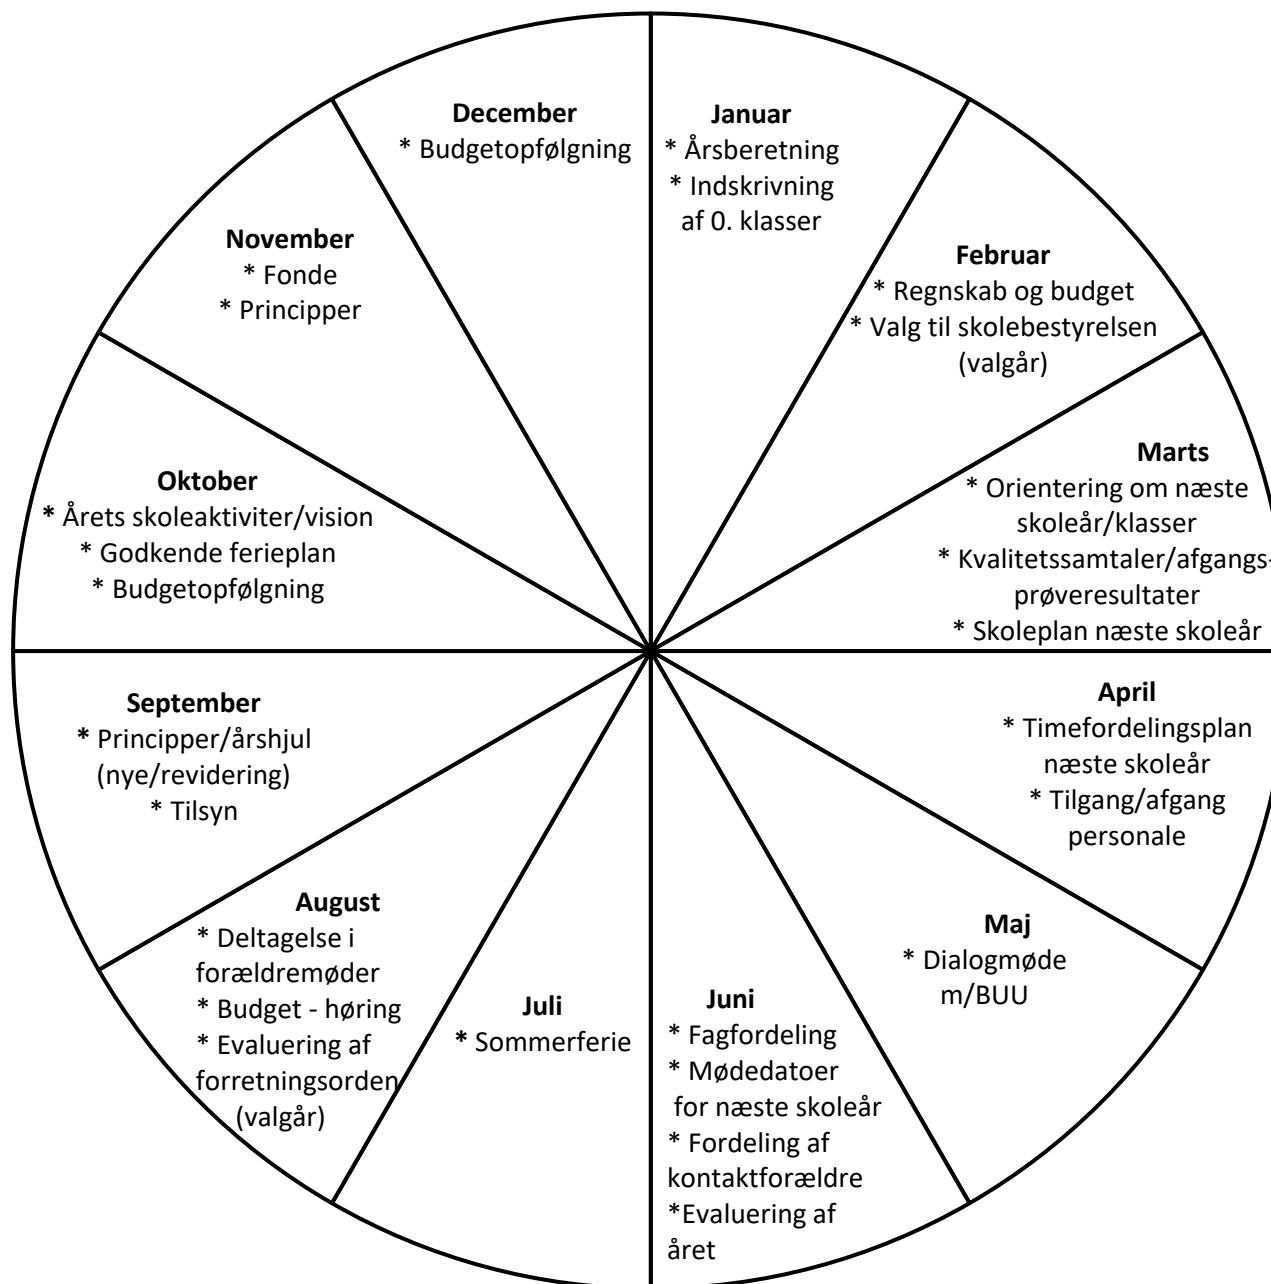 Januar
* Årsberetning
* Indskrivning
af 0. klasser
Februar
* Regnskab og budget
* Valg til skolebestyrelsen
(valgår)
Marts
* Orientering om næste
skoleår/klasser
* Kvalitetssamtaler/afgangs-
prøveresultater
* Skoleplan næste skoleår
April
* Timefordelingsplan
næste skoleår
* Tilgang/afgang
personale
Maj
* Dialogmøde
m/BUU
Juni
* Fagfordeling
* Mødedatoer
for næste skoleår
* Fordeling af
kontaktforældre
*Evaluering af
året
Juli
* Sommerferie
August
* Deltagelse i
forældremøder
* Budget - høring
* Evaluering af
forretningsorden
(valgår)
September
* Principper/årshjul
(nye/revidering)
* Tilsyn
Oktober
* Årets skoleaktiviter/vision
* Godkende ferieplan
* Budgetopfølgning
November
* Fonde
* Principper
December
* Budgetopfølgning